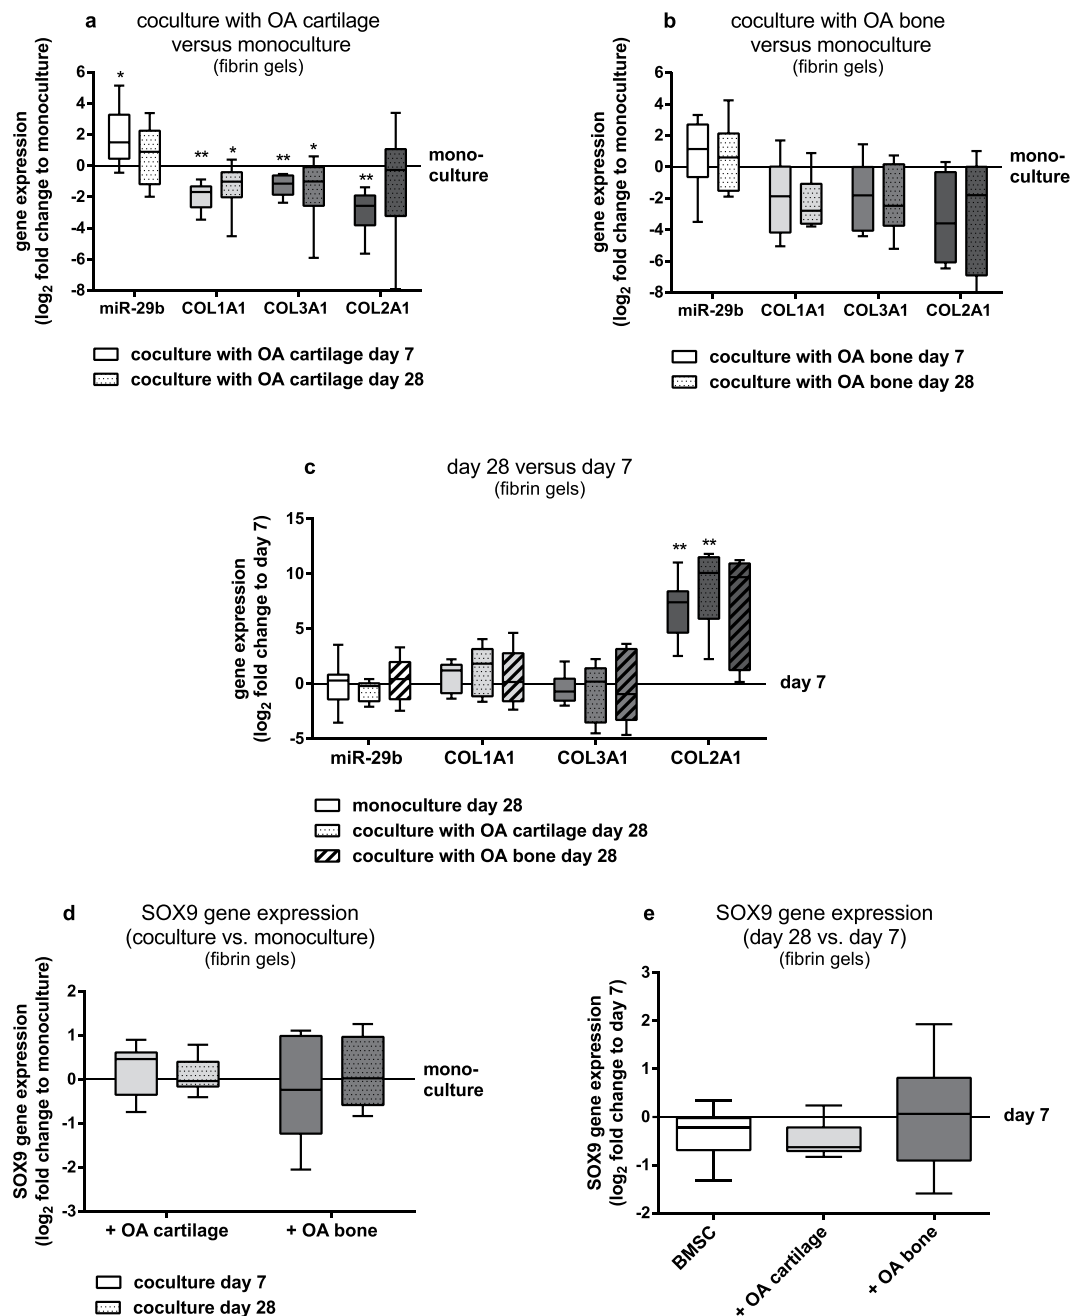 a
coculture with OA cartilage
versus monoculture
(fibrin gels)
gene expression
(log2 fold change to monoculture)
6
4
2
0
-2
-4
-6
-8
*
**
*
**
*
**
mono-
culture
miR-29b COL1A1 COL3A1 COL2A1
coculture with OA cartilage day 7
coculture with OA cartilage day 28
b
coculture with OA bone
versus monoculture
(fibrin gels)
gene expression
(log2 fold change to monoculture)
6
4
2
0
-2
-4
-6
-8
mono-
culture
miR-29b COL1A1 COL3A1 COL2A1
coculture with OA bone day 7
coculture with OA bone day 28
c
day 28 versus day 7
(fibrin gels)
gene expression
(log2 fold change to day 7)
15
10
5
0
-5
**
**
day 7
miR-29b COL1A1 COL3A1 COL2A1
monoculture day 28
coculture with OA cartilage day 28
coculture with OA bone day 28
d
SOX9 gene expression
(coculture vs. monoculture)
(fibrin gels)
SOX9 gene expression
(log2 fold change to monoculture)
2
1
0
-1
-2
-3
mono-
culture
+ OA cartilage + OA bone
coculture day 7
coculture day 28
e
SOX9 gene expression
(day 28 vs. day 7)
(fibrin gels)
SOX9 gene expression
(log2 fold change to day 7)
3
2
1
0
-1
-2
day 7
BMSC
+ OA cartilage
+ OA bone